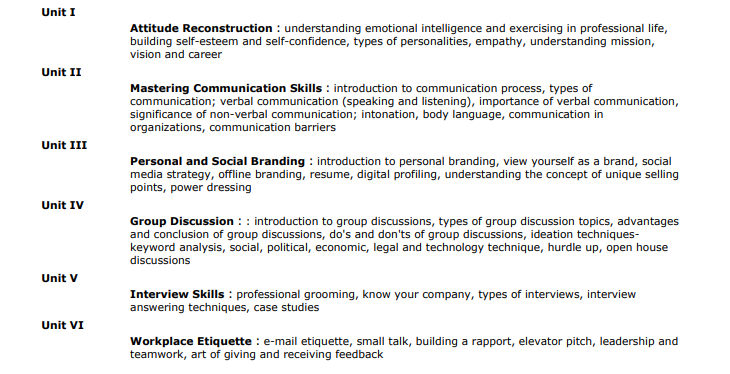 Unit I
Attitude Reconstruction : understanding emotional intelligence and exercising in professional life,
building self-esteem and self-confidence, types of personalities, empathy, understanding mission,
vision and career
Unit II
Mastering Communication Skills : introduction to communication process, types of
communication; verbal communication (speaking and listening), importance of verbal communication,
significance of non-verbal communication; intonation, body language, communication in
organizations, communication barriers
Unit III
Personal and Social Branding : introduction to personal branding, view yourself as a brand, social
media strategy, offline branding, resume, digital profiling, understanding the concept of unique selling
points, power dressing
Unit IV
Group Discussion : : introduction to group discussions, types of group discussion topics, advantages
and conclusion of group discussions, do's and don'ts of group discussions, ideation techniques-
keyword analysis, social, political, economic, legal and technology technique, hurdle up, open house
discussions
Unit V
Interview Skills : professional grooming, know your company, types of interviews, interview
answering techniques, case studies
Unit VI
Workplace Etiquette : e-mail etiquette, small talk, building a rapport, elevator pitch, leadership and
teamwork, art of giving and receiving feedback